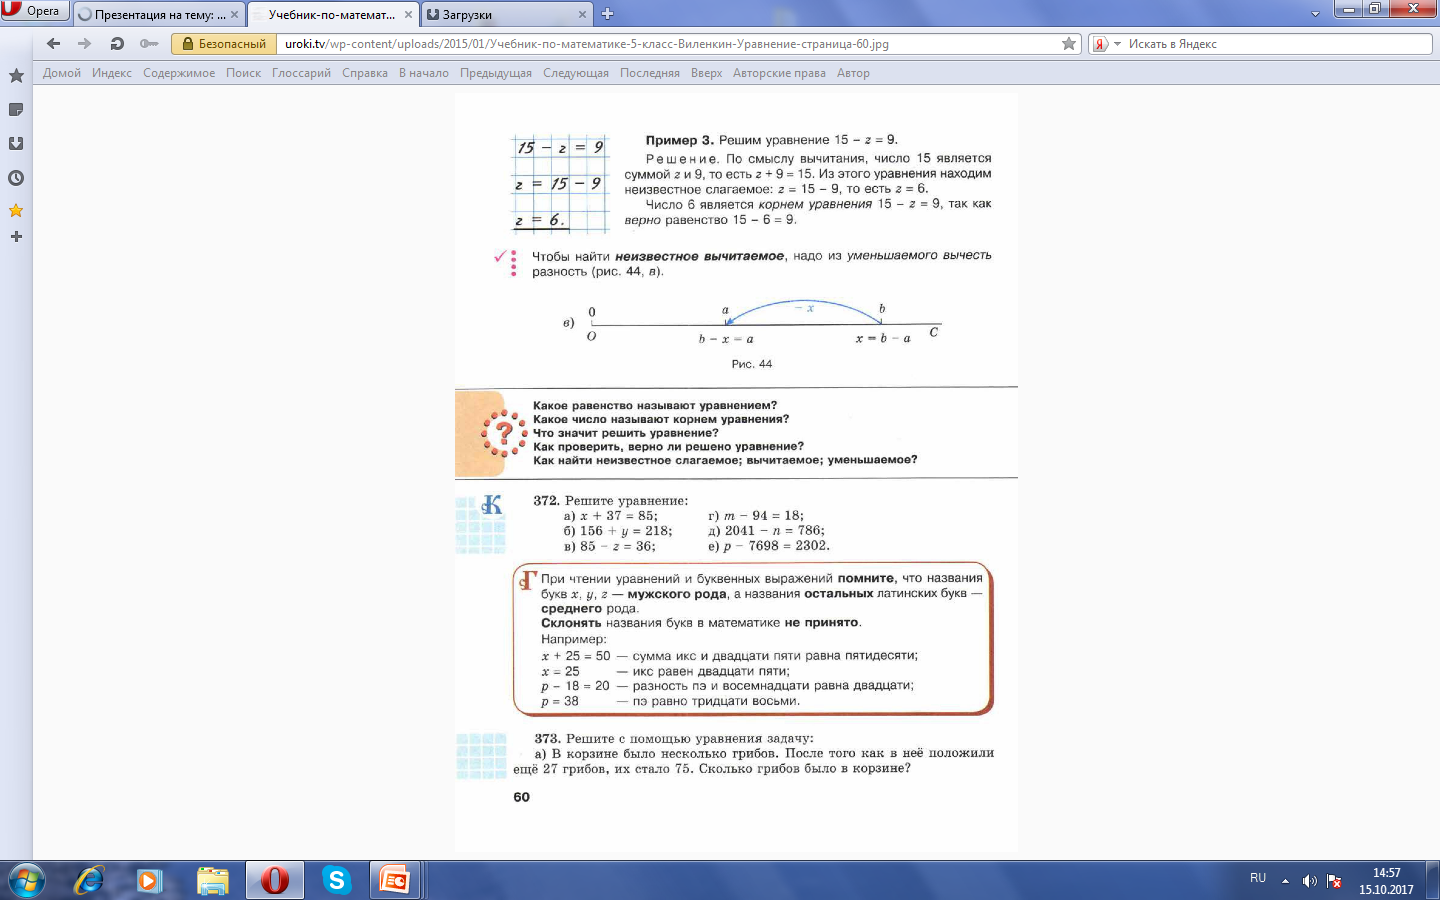 Opera
Презентация на тему: ...
Учебник-по-математ...
Загрузки
Безопасный
uroki.tv/wp-content/uploads/2015/01/Учебник-по-математике-5-класс-Виленкин-Уравнение-страница-60.jpg
Искать в Яндекс
Домой Индекс Содержимое Поиск Глоссарий Справка В начало Предыдущая Следующая Последняя Вверх Авторские права Автор
15 − z = 9
z = 15 − 9
z = 6.
Пример 3. Решим уравнение 15 − z = 9.
Решение. По смыслу вычитания, число 15 является
суммой z и 9, то есть z + 9 = 15. Из этого уравнения находим
неизвестное слагаемое: z = 15 − 9, то есть z = 6.
Число 6 является корнем уравнения 15 − z = 9, так как
верно равенство 15 − 6 = 9.
Чтобы найти неизвестное вычитаемое, надо из уменьшаемого вычесть
разность (рис. 44, в).
0 a − x b
в)
O b − x = a x = b − a C
Рис. 44
?
Какое равенство называют уравнением?
Какое число называют корнем уравнения?
Что значит решить уравнение?
Как проверить, верно ли решено уравнение?
Как найти неизвестное слагаемое; вычитаемое; уменьшаемое?
К
372. Решите уравнение:
а) x + 37 = 85; г) m − 94 = 18;
б) 156 + y = 218; д) 2041 − n = 786;
в) 85 − z = 36; е) p − 7698 = 2302.
Г
При чтении уравнений и буквенных выражений помните, что названия
букв x, y, z — мужского рода, а названия остальных латинских букв —
среднего рода.
Склонять названия букв в математике не принято.
Например:
x + 25 = 50 — сумма икс и двадцати пяти равна пятидесяти;
x = 25 — икс равен двадцати пяти;
p − 18 = 20 — разность пэ и восемнадцати равна двадцати;
p = 38 — пэ равно тридцати восьми.
373. Решите с помощью уравнения задачу:
а) В корзине было несколько грибов. После того как в неё положили
ещё 27 грибов, их стало 75. Сколько грибов было в корзине?
60
RU
14:57
15.10.2017